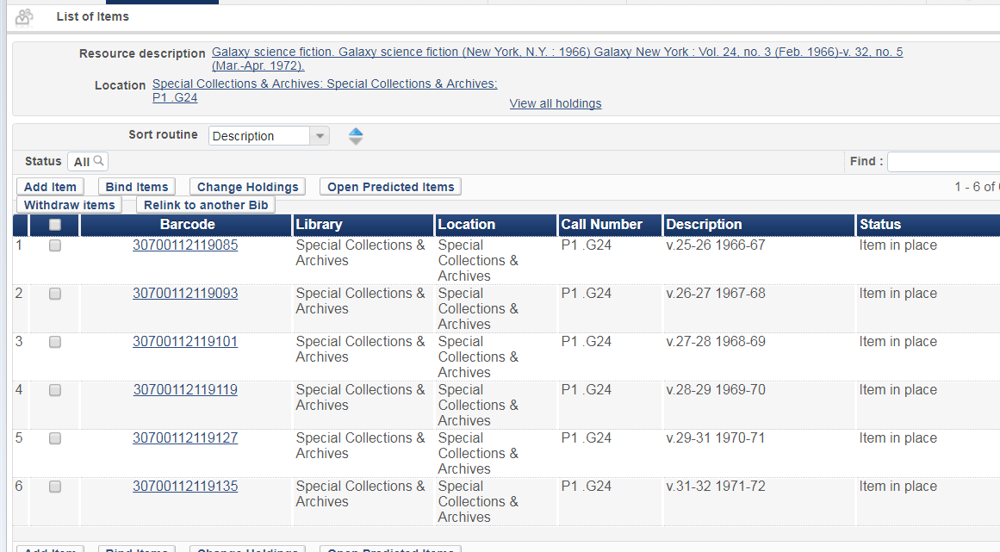 List of Items
Resource description Galaxy science fiction. Galaxy science fiction (New York, N.Y. : 1966) Galaxy New York : Vol. 24, no. 3 (Feb. 1966)-v. 32, no. 5
(Mar.-Apr. 1972).
Location Special Collections & Archives: Special Collections & Archives;
P1 .G24
View all holdings
Sort routine Description
Status All Find :
Add Item Bind Items Change Holdings Open Predicted Items 1 - 6 of
Withdraw items Relink to another Bib
Barcode Library Location Call Number Description Status
1 30700112119085 Special Collections & Special P1 .G24 v.25-26 1966-67 Item in place
Archives Collections &
Archives
2 30700112119093 Special Collections & Special P1 .G24 v.26-27 1967-68 Item in place
Archives Collections &
Archives
3 30700112119101 Special Collections & Special P1 .G24 v.27-28 1968-69 Item in place
Archives Collections &
Archives
4 30700112119119 Special Collections & Special P1 .G24 v.28-29 1969-70 Item in place
Archives Collections &
Archives
5 30700112119127 Special Collections & Special P1 .G24 v.29-31 1970-71 Item in place
Archives Collections &
Archives
6 30700112119135 Special Collections & Special P1 .G24 v.31-32 1971-72 Item in place
Archives Collections &
Archives
Add Item Bind Items Change Holdings Open Predicted Items